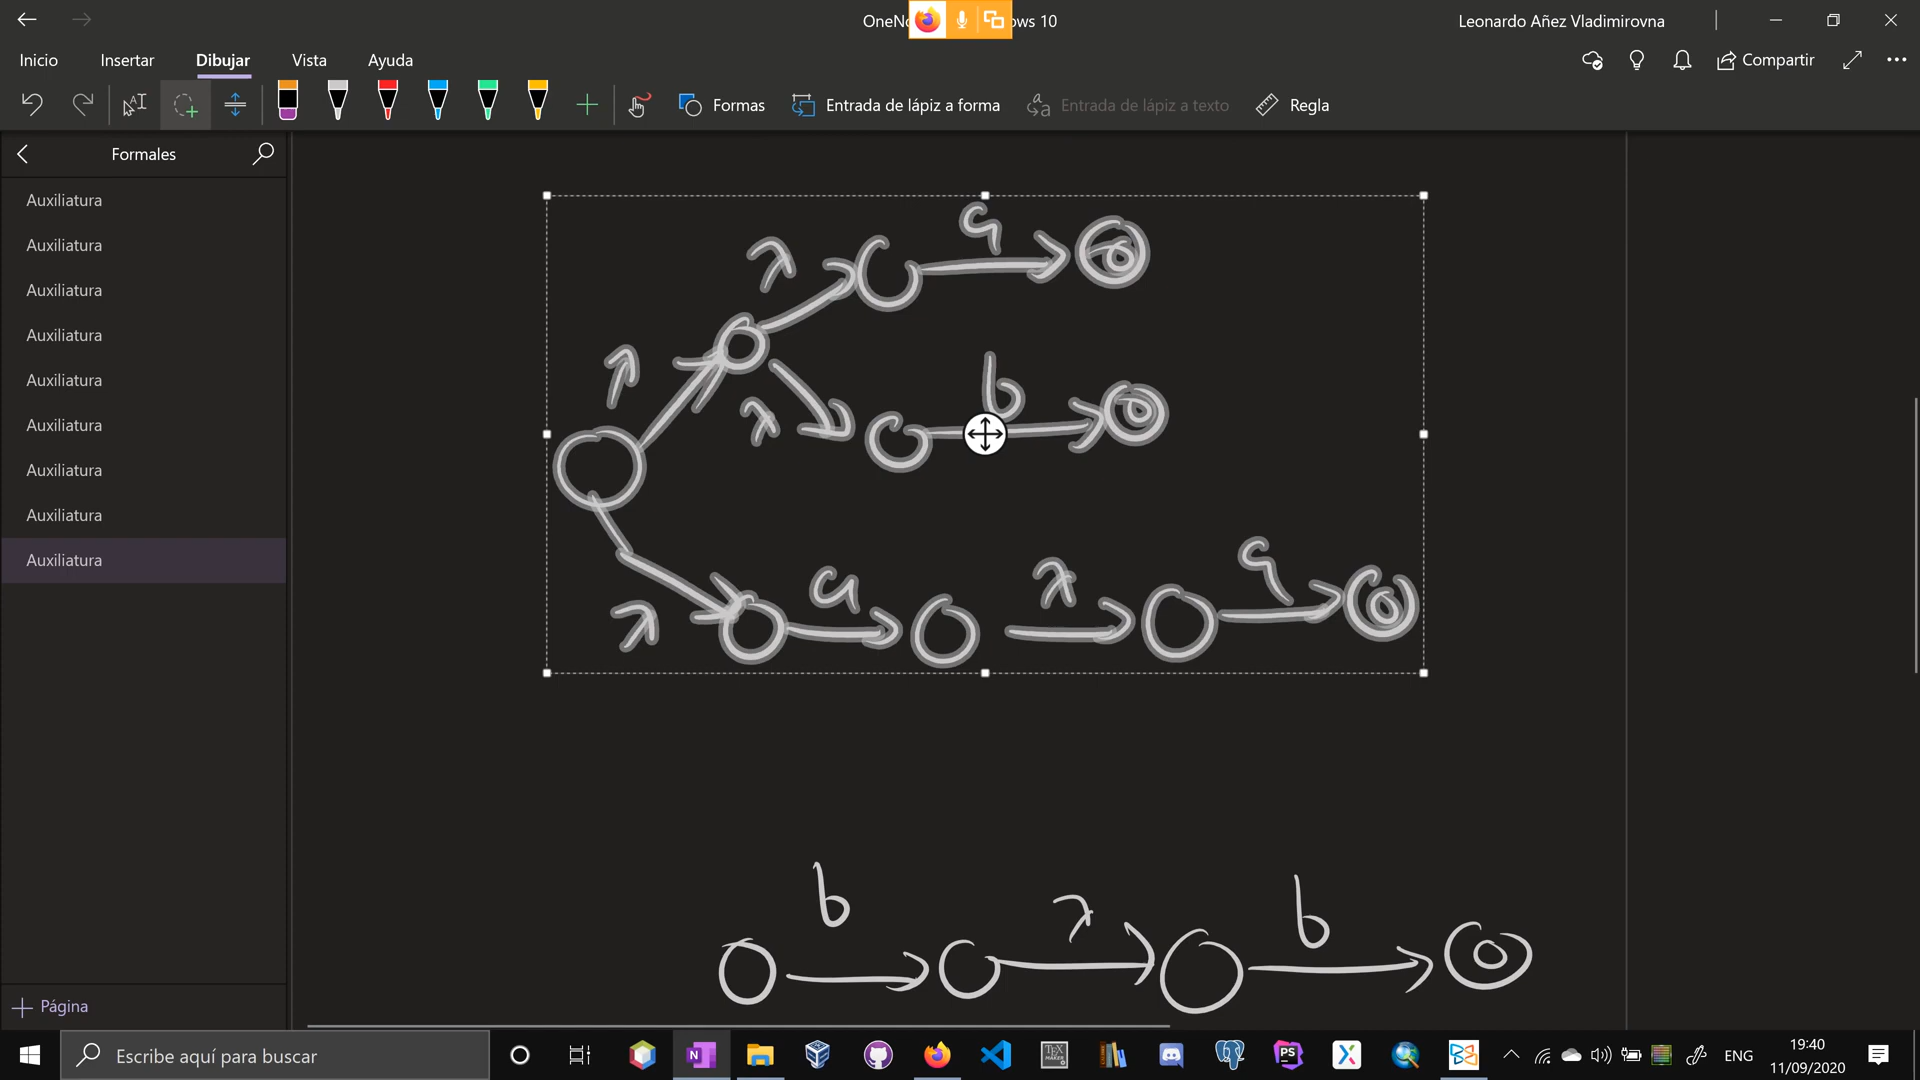 OneNo
ows 10
Leonardo Añez Vladimirovna
Inicio
Insertar
Dibujar
Vista
Ayuda
Compartir
Formas
Entrada de lápiz a forma
Entrada de lápiz a texto
Regla
Formales
Auxiliatura
Auxiliatura
Auxiliatura
Auxiliatura
Auxiliatura
Auxiliatura
Auxiliatura
Auxiliatura
Auxiliatura
λ a
λ
λ b
λ a λ a
b λ b
Página
Escribe aquí para buscar
ENG
19:40
11/09/2020